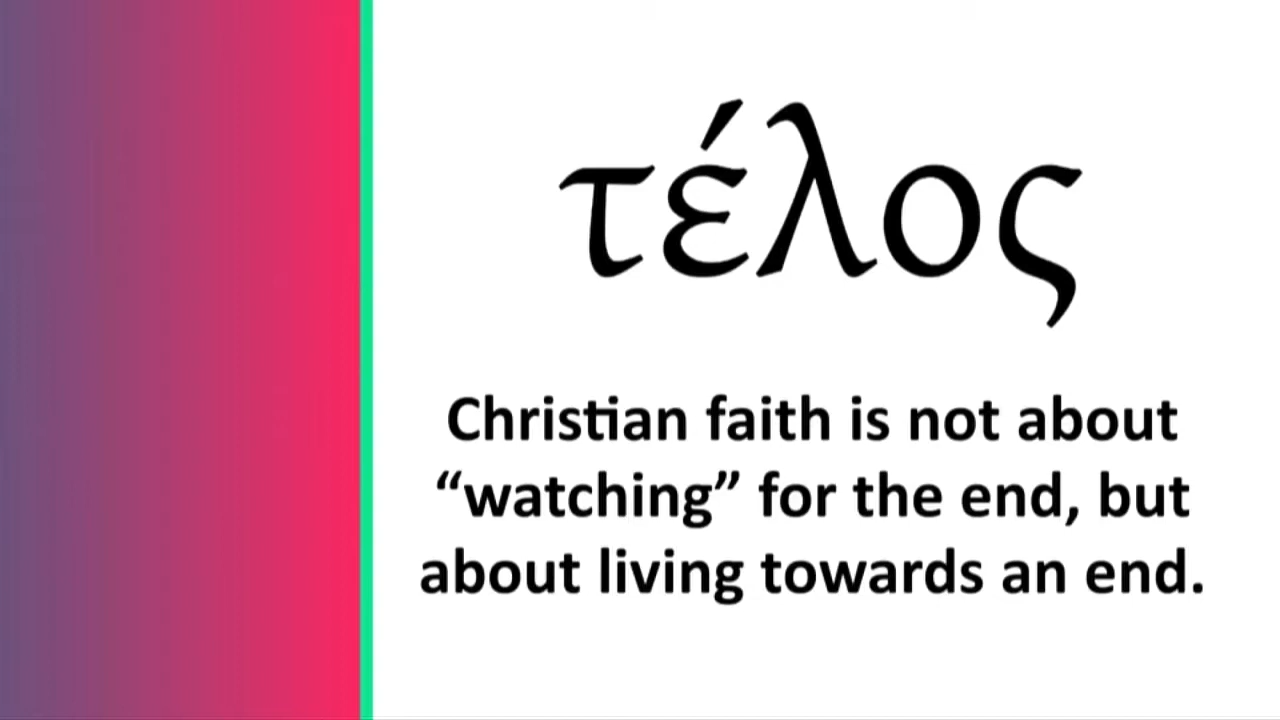 τέλος
Christian faith is not about
“watching” for the end, but
about living towards an end.